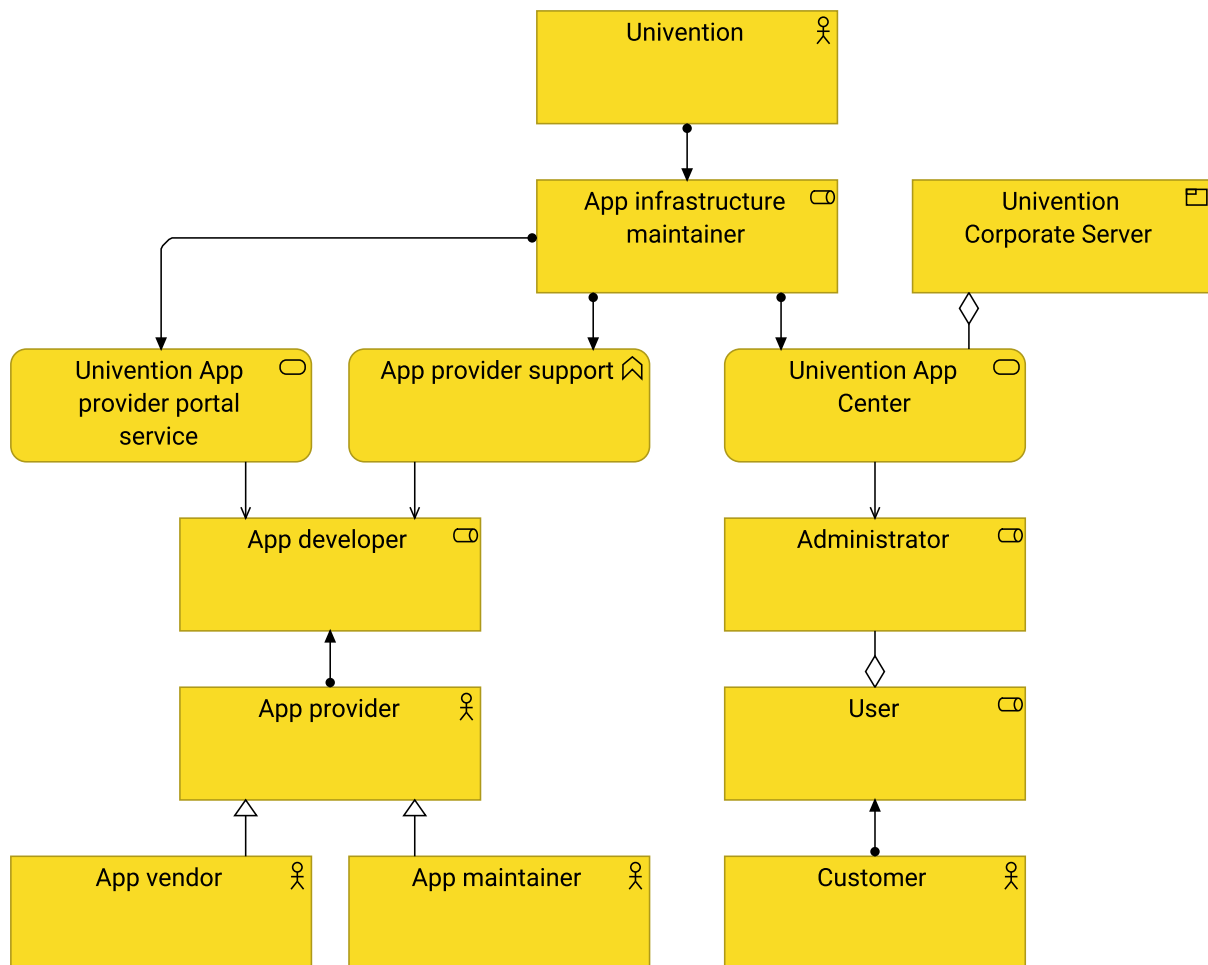 Univention
App infrastructure
maintainer
Univention
Corporate Server
Univention App
provider portal
service
App provider support
Univention App
Center
App developer
Administrator
App provider
User
App vendor
App maintainer
Customer